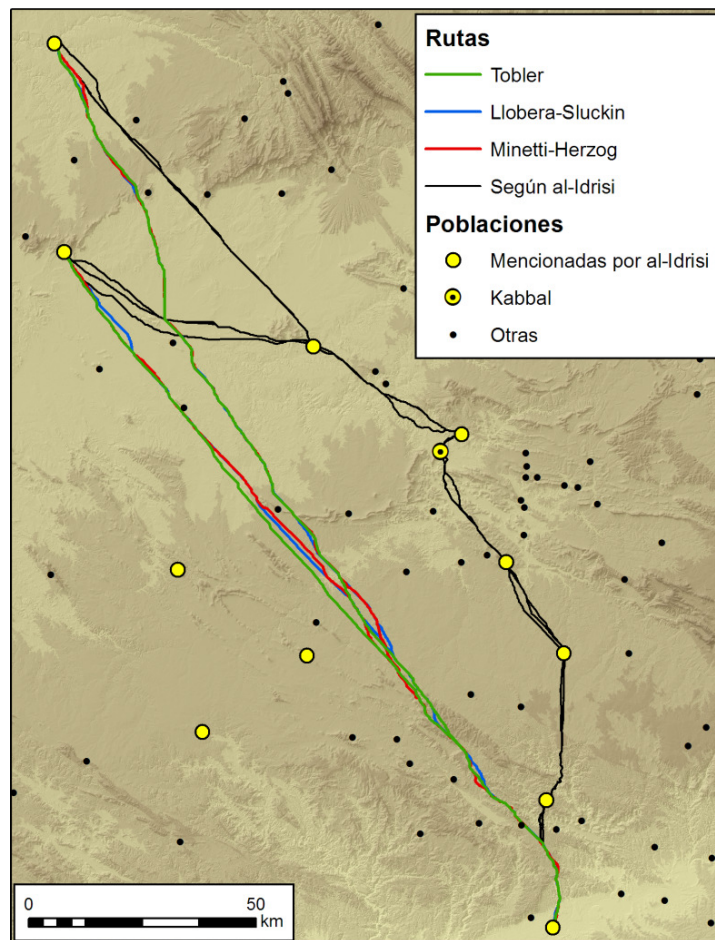 Rutas
Tobler
Llobera-Sluckin
Minetti-Herzog
Según al-Idrisi
Poblaciones
Mencionadas por al-Idrisi
Kabbal
Otras
0 50
km